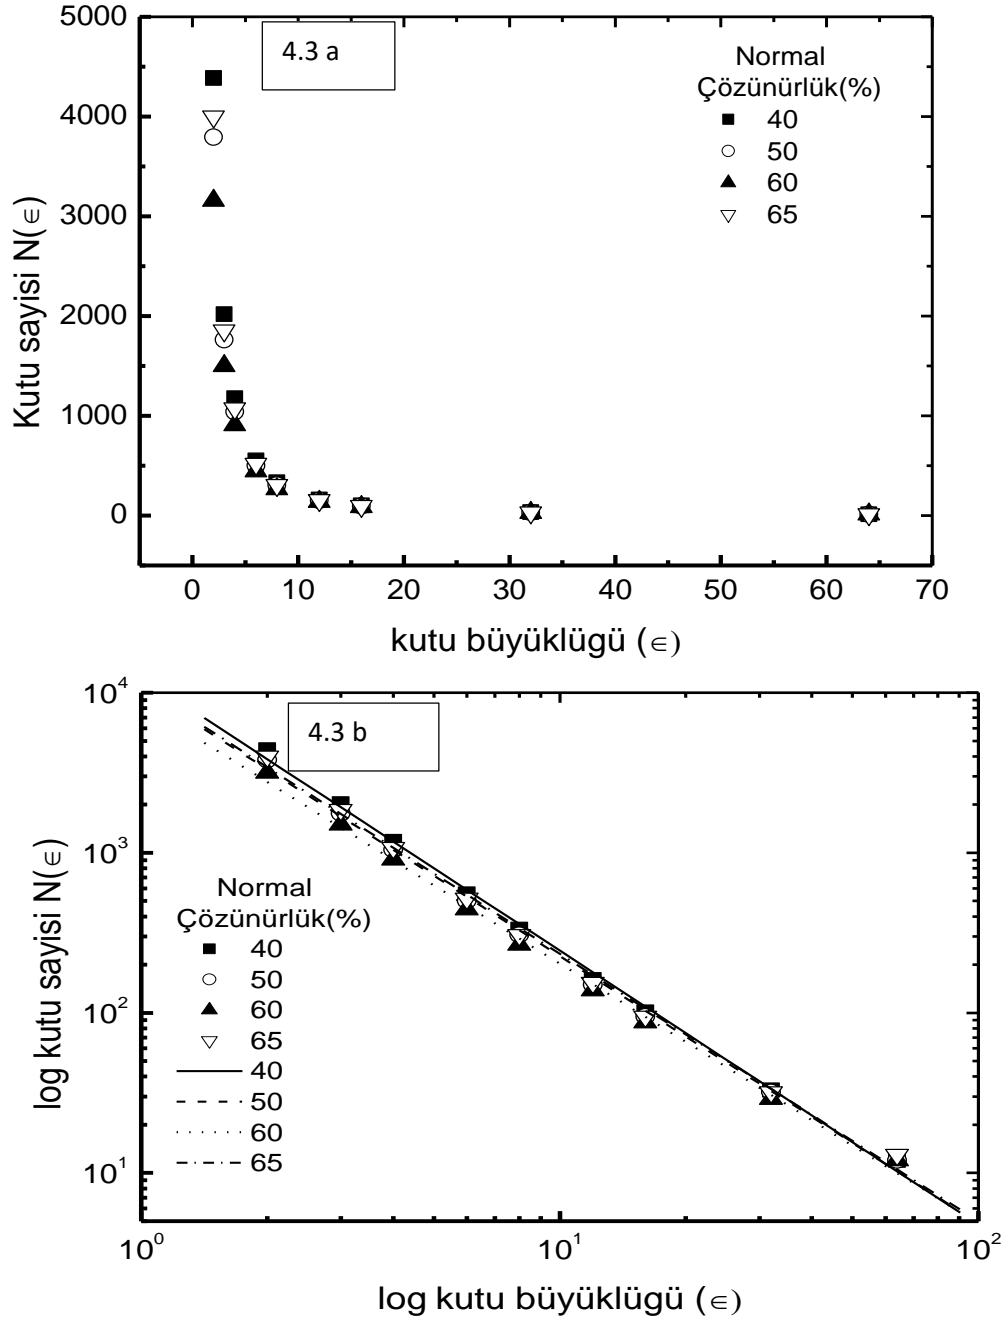 4.3 a
5000
4000
3000
2000
1000
0
Kutu sayisi N(∈)
Normal
Çözünürlük(%)
40
50
60
65
0 10 20 30 40 50 60 70
kutu büyüklügü (∈)
4.3 b
10⁴
10³
10²
10¹
log kutu sayisi N(∈)
Normal
Çözünürlük(%)
40
50
60
65
40
50
60
65
10⁰ 10¹ 10²
log kutu büyüklügü (∈)